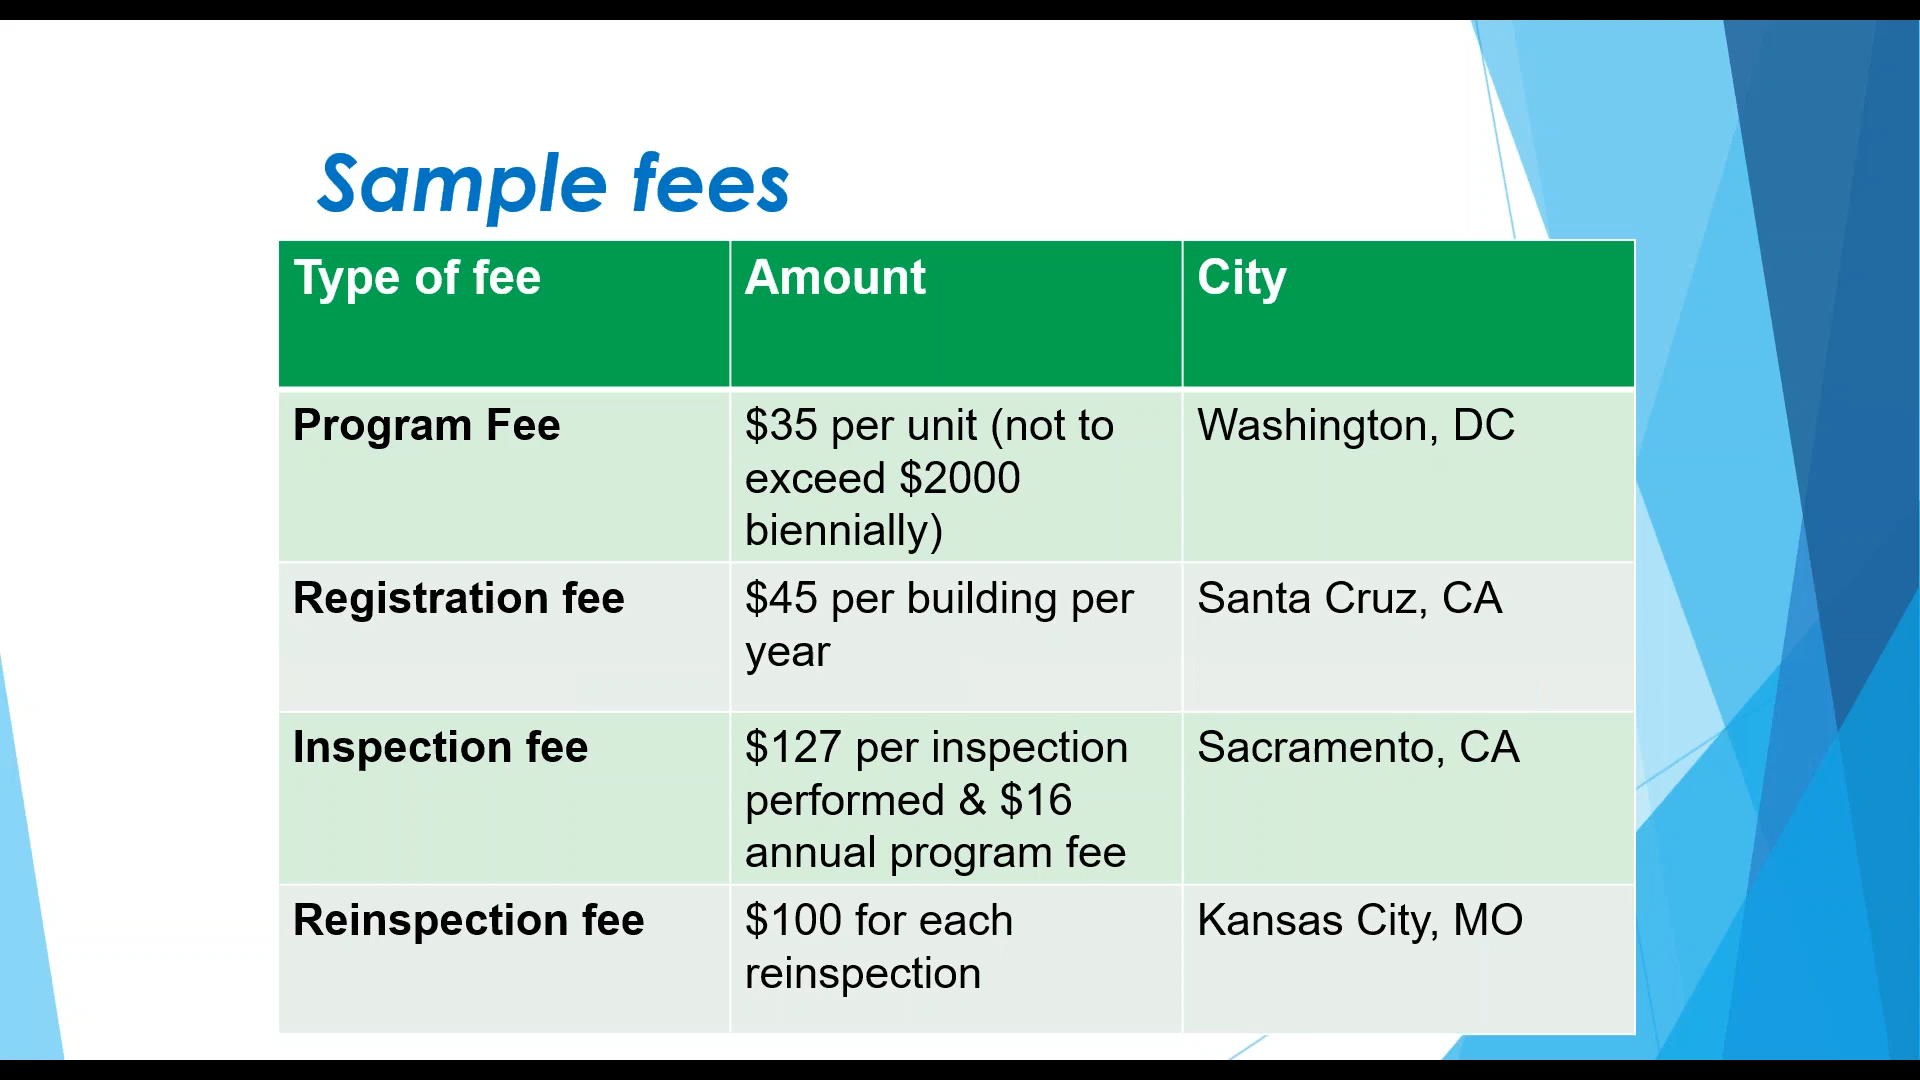 Sample fees
Type of fee
Amount
City
Program Fee
$35 per unit (not to
exceed $2000
biennially)
Washington, DC
Registration fee
$45 per building per
year
Santa Cruz, CA
Inspection fee
$127 per inspection
performed & $16
annual program fee
Sacramento, CA
Reinspection fee
$100 for each
reinspection
Kansas City, MO